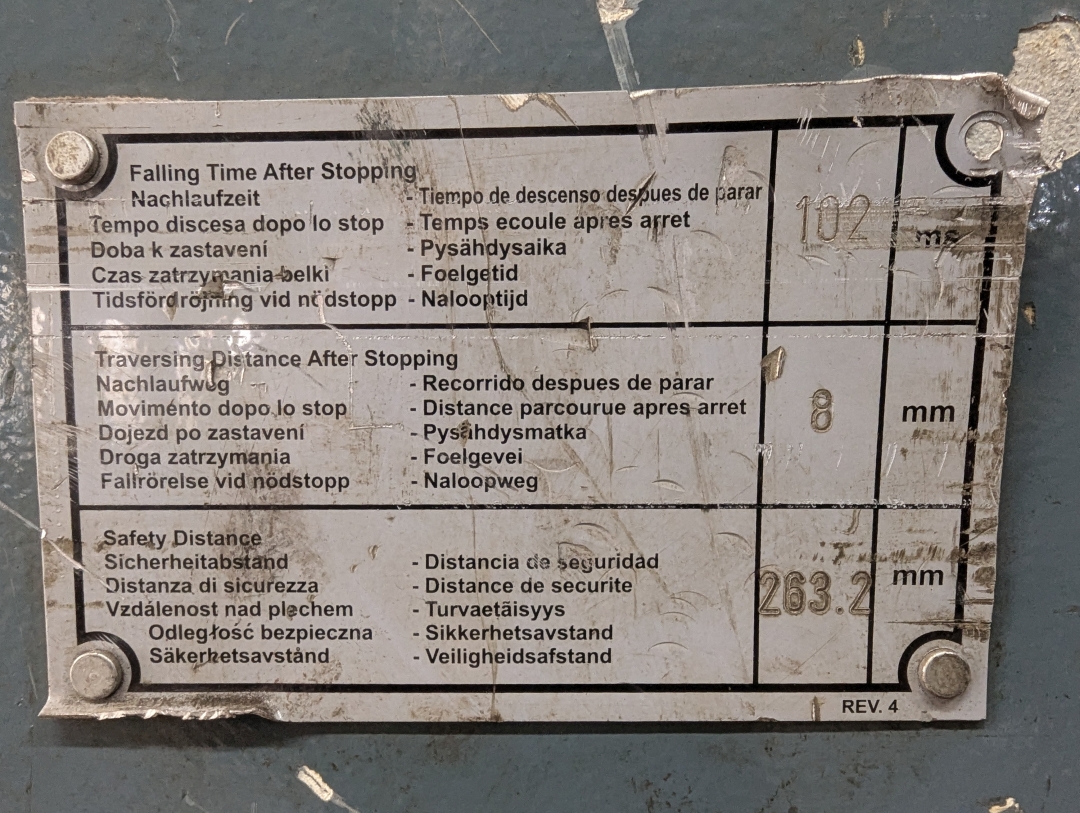 Falling Time After Stopping
Nachlaufzeit - Tiempo de descenso despues de parar 102 ms
Tempo discesa dopo lo stop - Temps ecoule apres arret
Doba k zastavení - Pysähdysaika
Czas zatrzymania belki - Foelgetid
Tidsfördröjning vid nödstopp - Nalooptijd
Traversing Distance After Stopping
Nachlaufweg - Recorrido despues de parar
Movimento dopo lo stop - Distance parcourue apres arret 8 mm
Dojezd po zastavení - Pysähdysmatka
Droga zatrzymania - Foelgevei
Fallrörelse vid nödstopp - Naloopweg
Safety Distance
Sicherheitabstand - Distancia de seguridad
Distanza di sicurezza - Distance de securite 263.2 mm
Vzdálenost nad plechem - Turvaetäisyys
Odległość bezpieczna - Sikkerhetsavstand
Säkerhetsavstånd - Veiligheidsafstand
REV. 4